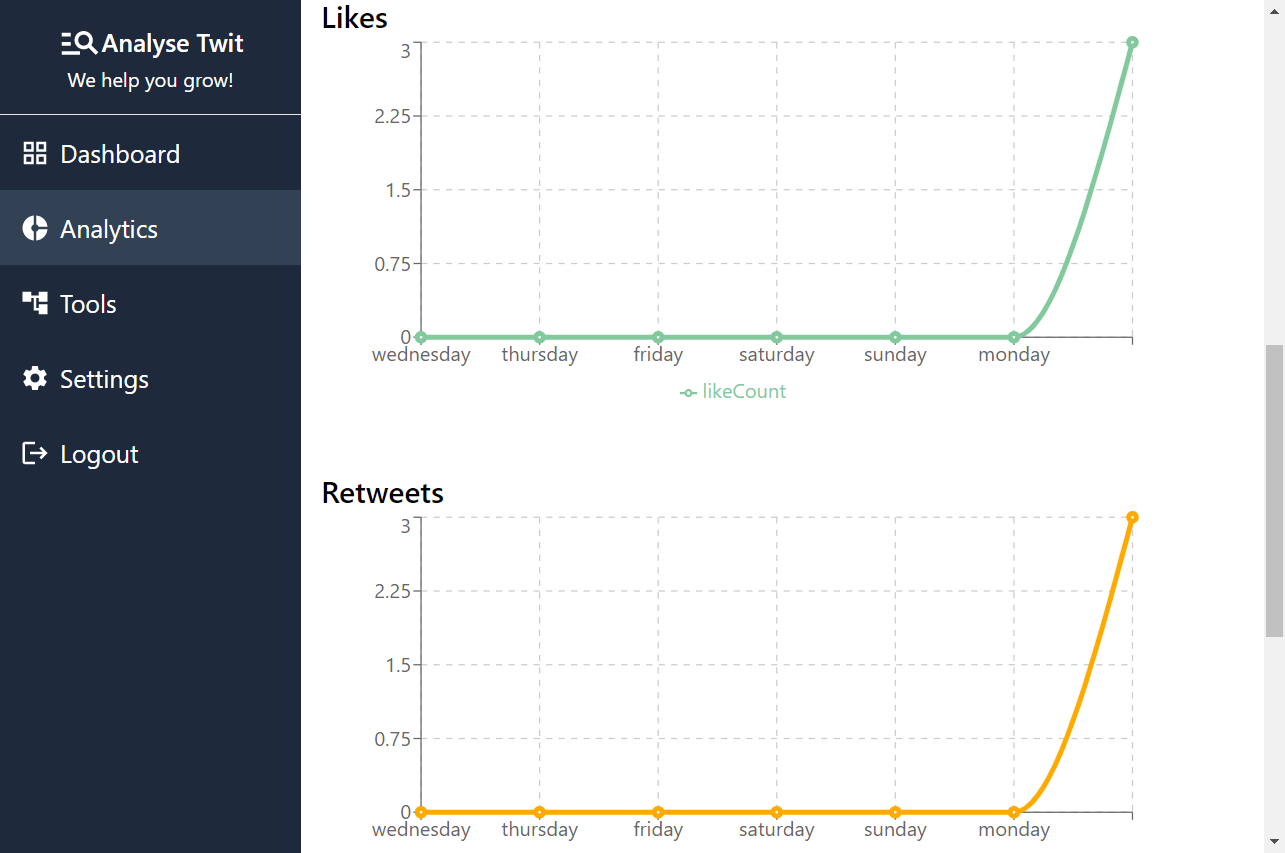 Analyse Twit
We help you grow!
Dashboard
Analytics
Tools
Settings
Logout
Likes
3
2.25
1.5
0.75
0
wednesday thursday friday saturday sunday monday
likeCount
Retweets
3
2.25
1.5
0.75
0
wednesday thursday friday saturday sunday monday